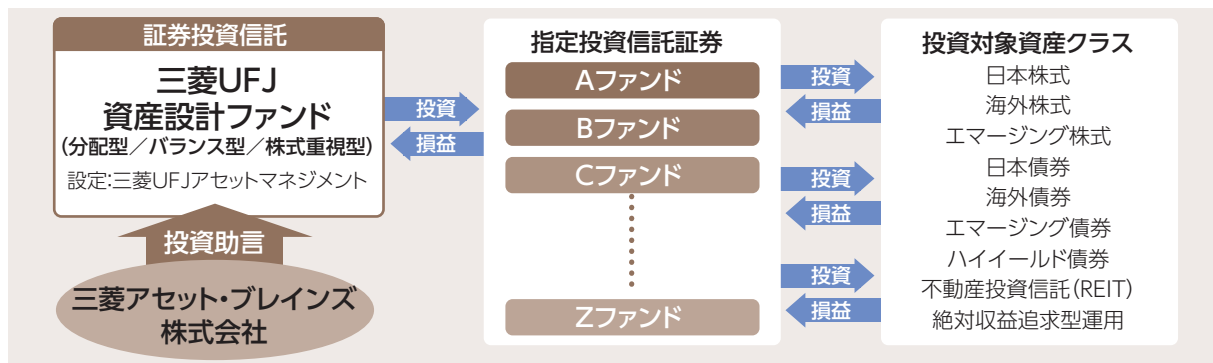 証券投資信託
三菱UFJ
資産設計ファンド
(分配型／バランス型／株式重視型)
設定:三菱UFJアセットマネジメント
投資助言
三菱アセット・ブレインズ
株式会社
投資
損益
指定投資信託証券
Aファンド
Bファンド
Cファンド
Zファンド
投資
損益
投資
損益
投資
損益
投資対象資産クラス
日本株式
海外株式
エマージング株式
日本債券
海外債券
エマージング債券
ハイイールド債券
不動産投資信託(REIT)
絶対収益追求型運用